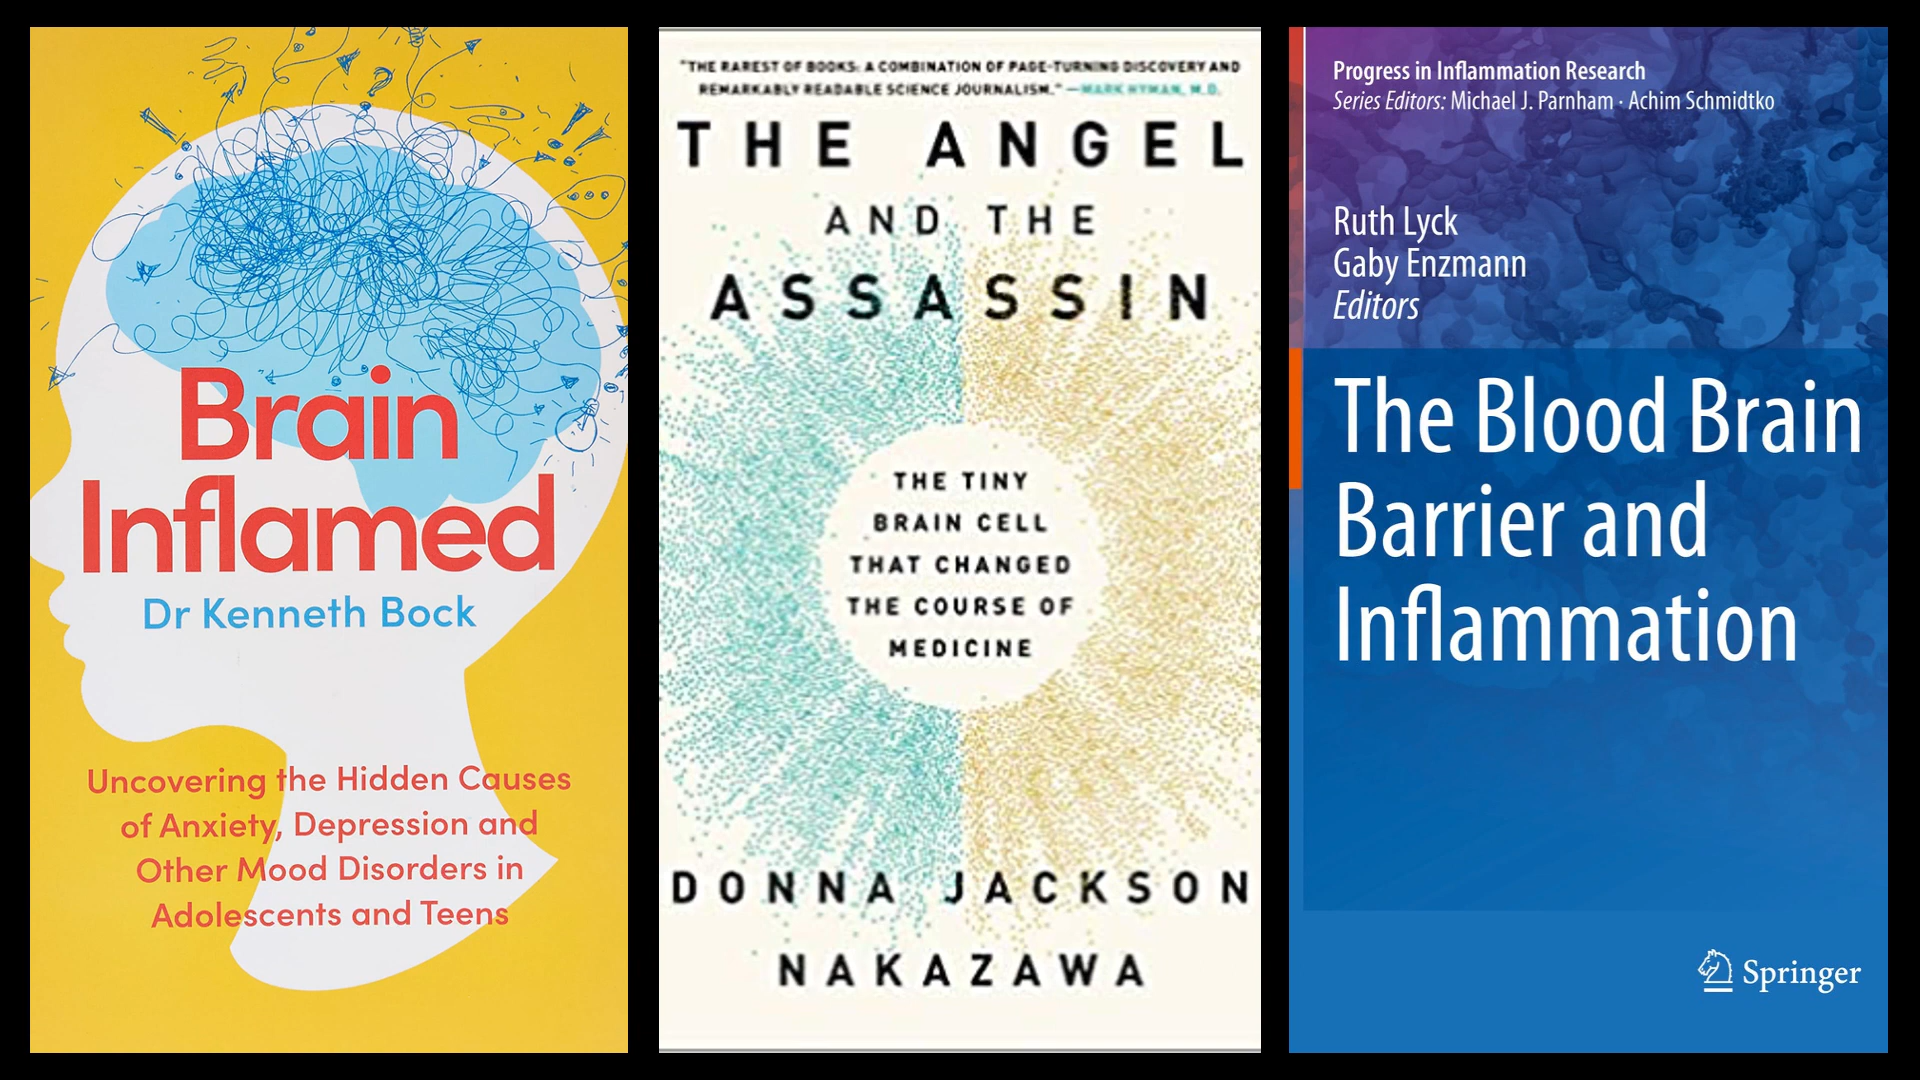 Brain
Inflamed
Dr Kenneth Bock
Uncovering the Hidden Causes
of Anxiety, Depression and
Other Mood Disorders in
Adolescents and Teens
"THE RAREST OF BOOKS: A COMBINATION OF PAGE-TURNING DISCOVERY AND
REMARKABLY READABLE SCIENCE JOURNALISM." —MARK HYMAN, M.D.
THE ANGEL
AND THE
ASSASSIN
THE TINY
BRAIN CELL
THAT CHANGED
THE COURSE OF
MEDICINE
DONNA JACKSON
NAKAZAWA
Progress in Inflammation Research
Series Editors: Michael J. Parnham · Achim Schmidtko
Ruth Lyck
Gaby Enzmann
Editors
The Blood Brain
Barrier and
Inflammation
Springer